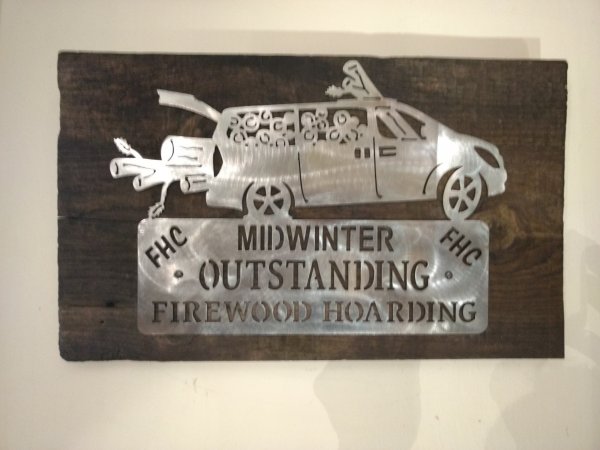 FHC MIDWINTER FHC
• OUTSTANDING •
FIREWOOD HOARDING